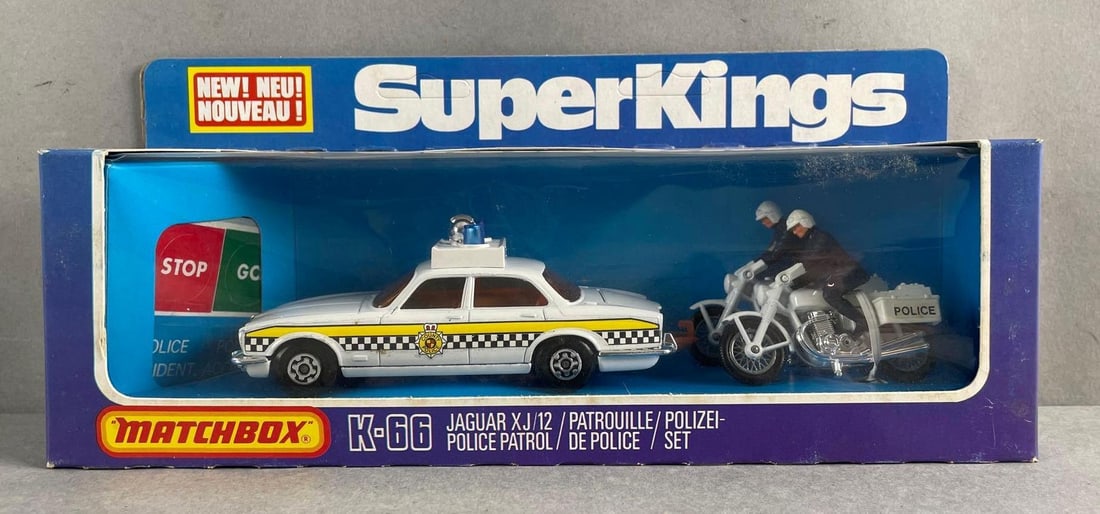 NEW! NEU!
NOUVEAU!
SuperKings
STOP
GO
POLICE
"MATCHBOX"®
K-66
JAGUAR XJ/12 / PATROUILLE / POLIZEI-
POLICE PATROL / DE POLICE / SET